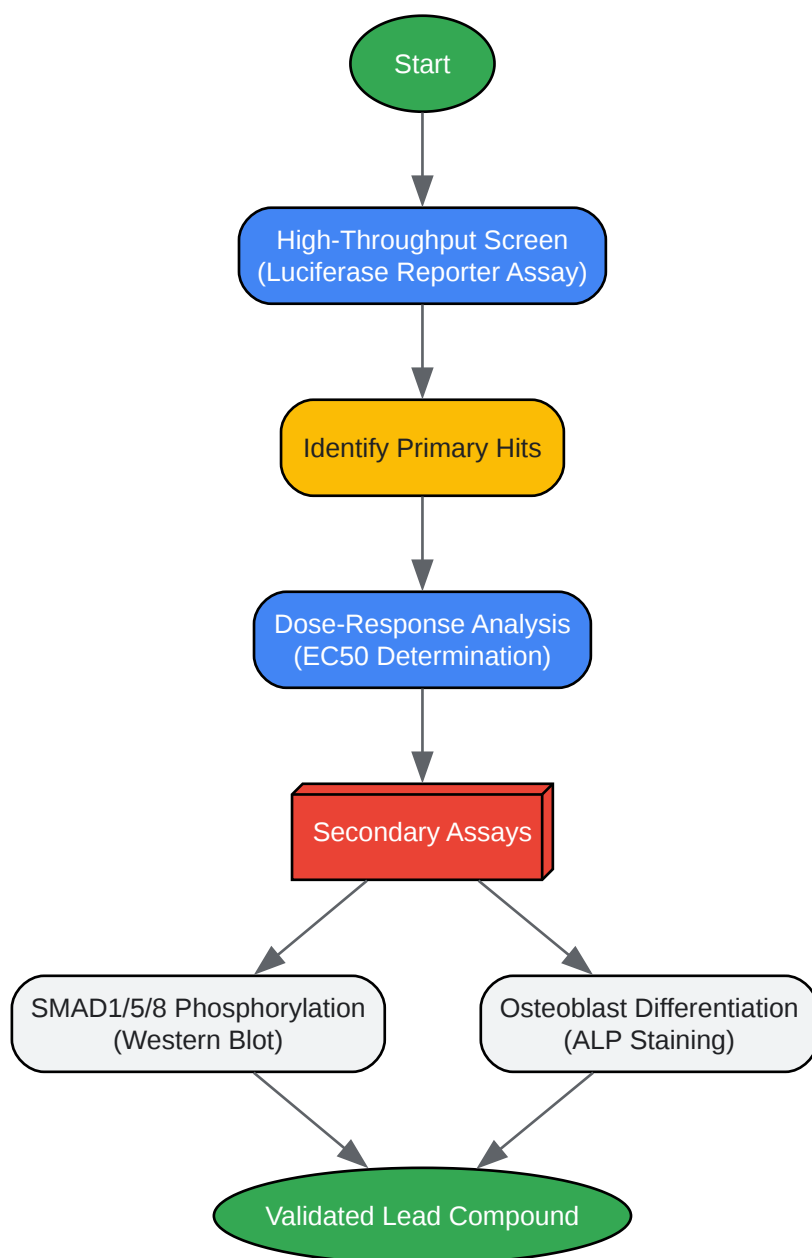 Start
High-Throughput Screen
(Luciferase Reporter Assay)
Identify Primary Hits
Dose-Response Analysis
(EC50 Determination)
Secondary Assays
SMAD1/5/8 Phosphorylation
(Western Blot)
Osteoblast Differentiation
(ALP Staining)
Validated Lead Compound